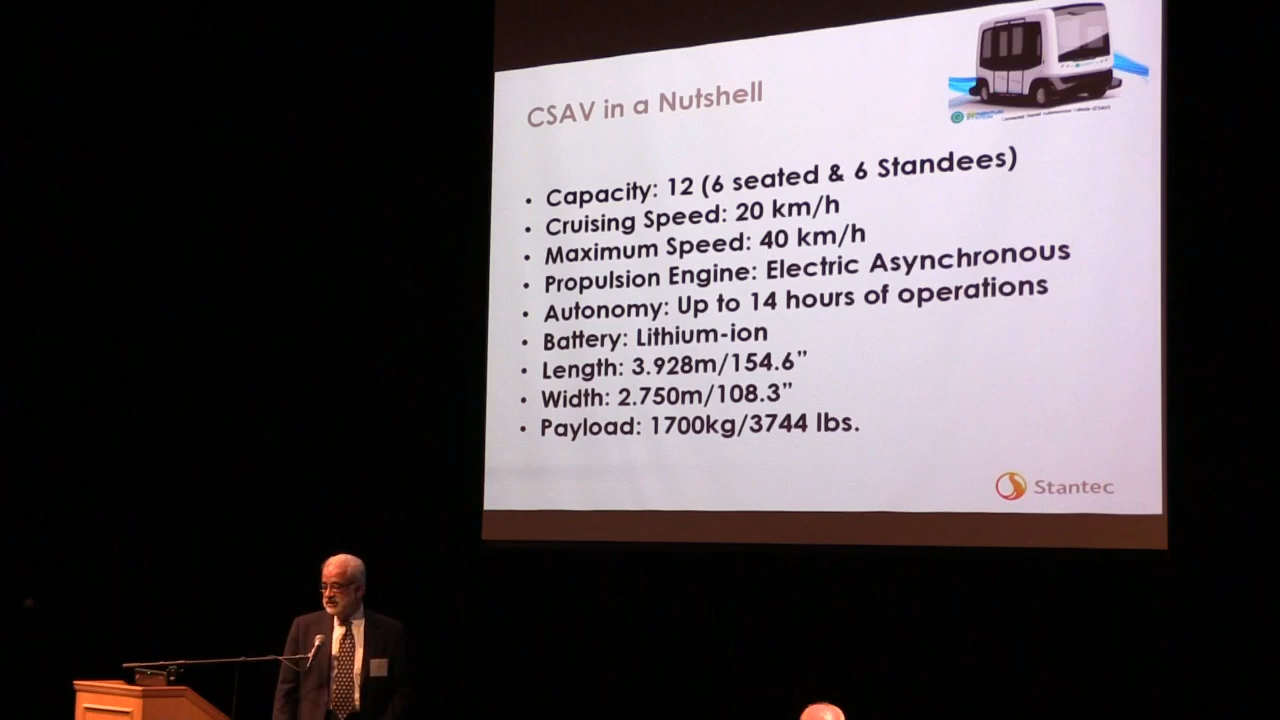 CSAV in a Nutshell
• Capacity: 12 (6 seated & 6 Standees)
• Cruising Speed: 20 km/h
• Maximum Speed: 40 km/h
• Propulsion Engine: Electric Asynchronous
• Autonomy: Up to 14 hours of operations
• Battery: Lithium-ion
• Length: 3.928m/154.6”
• Width: 2.750m/108.3”
• Payload: 1700kg/3744 lbs.
Stantec